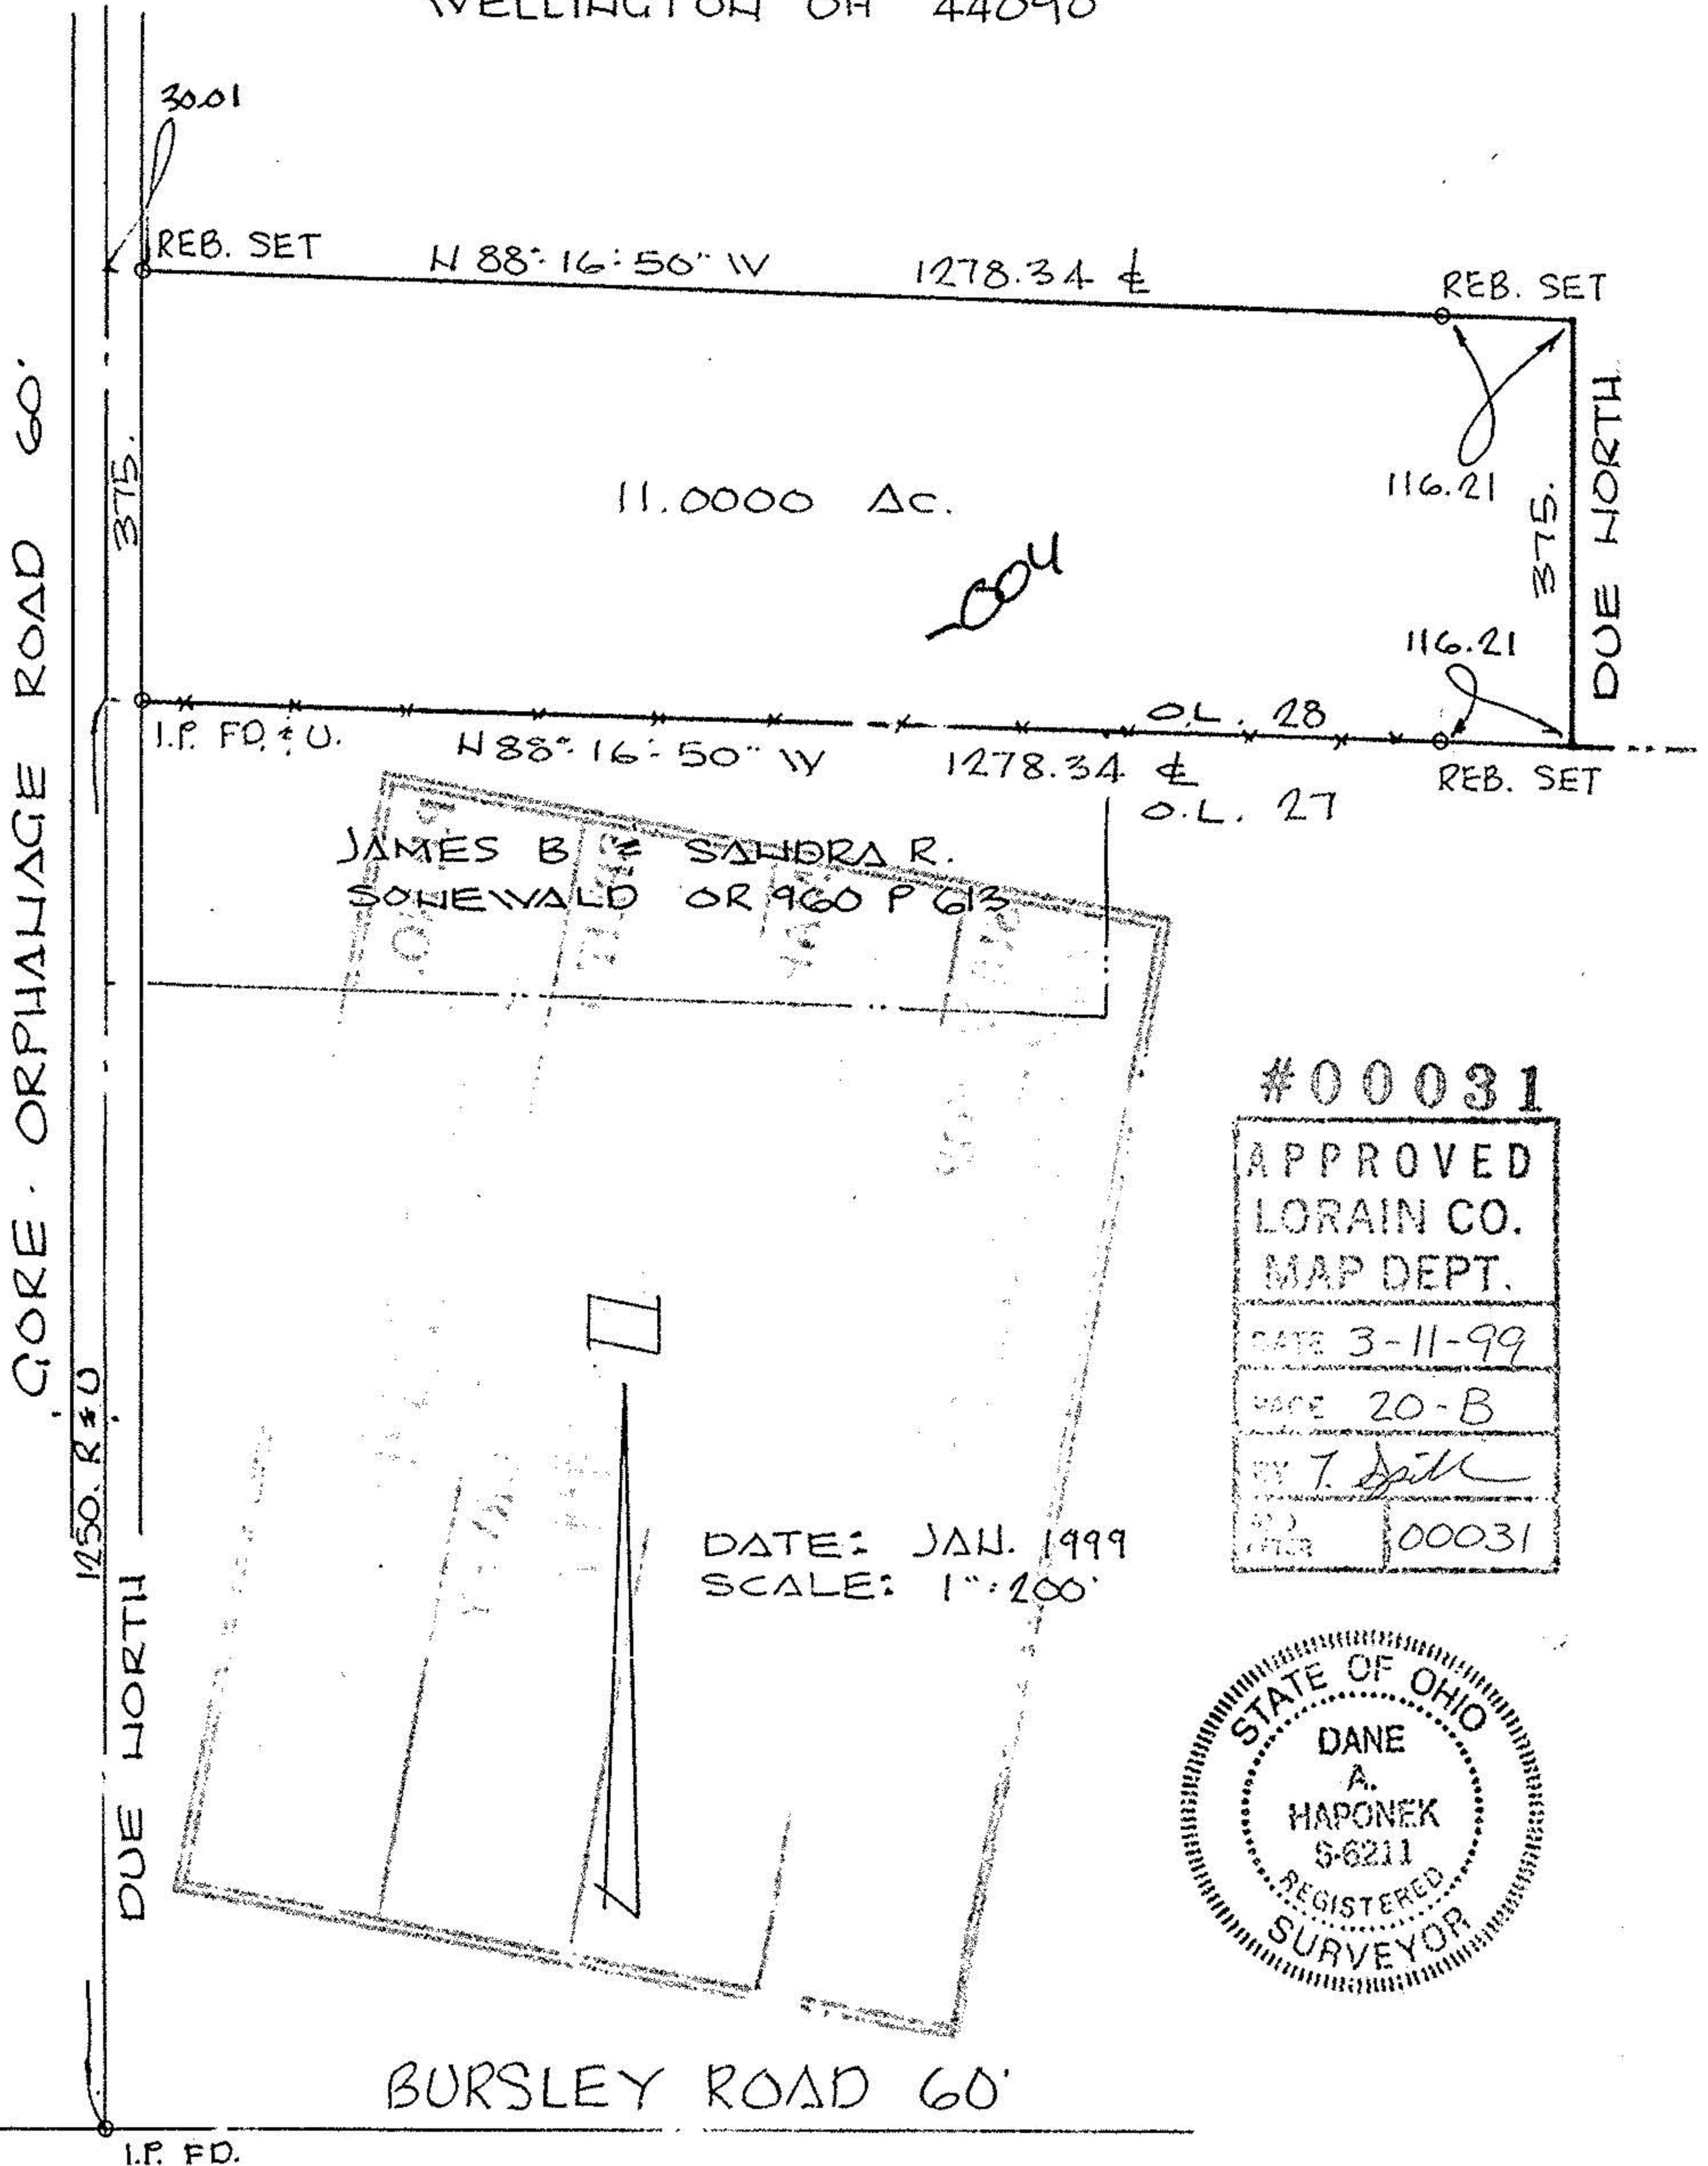 WELLINGTON OH 44090
30.01
REB. SET
N 88° 16' 50" W 1278.34 ℄
REB. SET
GORE ORPHANAGE ROAD 60'
375.
11.0000 AC.
-004
116.21
375.
DUE NORTH
116.21
I.P. FD. & U.
O.L. 28
N 88° 16' 50" W 1278.34 ℄
REB. SET
O.L. 27
JAMES B & SANDRA R.
SONEWALD OR 960 P 613
#00031
APPROVED
LORAIN CO.
MAP DEPT.
DATE 3-11-99
PAGE 20-B
BY T.
00031
1250. R & U
DUE NORTH
DATE: JAN. 1999
SCALE: 1":200'
STATE OF OHIO
DANE
A.
HAPONEK
S-6211
REGISTERED
SURVEYOR
BURSLEY ROAD 60'
I.P. FD.